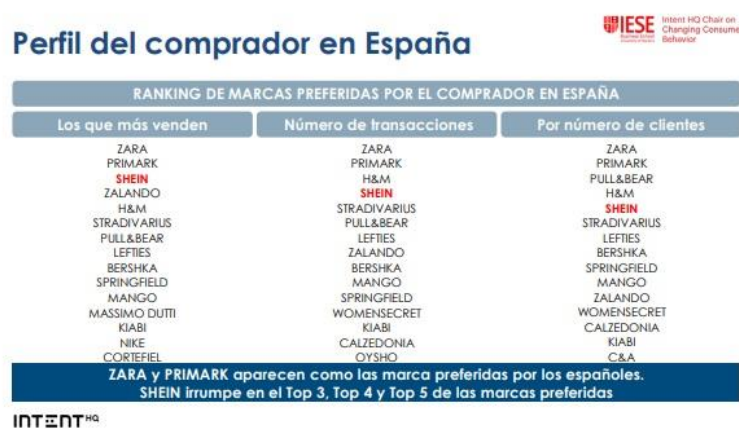 Perfil del comprador en España
IESE
Business School
Intent HQ Chair on
Changing Consume
Behavior
RANKING DE MARCAS PREFERIDAS POR EL COMPRADOR EN ESPAÑA
Los que más venden
ZARA
PRIMARK
SHEIN
ZALANDO
H&M
STRADIVARIUS
PULL&BEAR
LEFTIES
BERSHKA
SPRINGFIELD
MANGO
MASSIMO DUTTI
KIABI
NIKE
CORTEFIEL
Número de transacciones
ZARA
PRIMARK
H&M
SHEIN
STRADIVARIUS
PULL&BEAR
LEFTIES
ZALANDO
BERSHKA
MANGO
SPRINGFIELD
WOMENSECRET
KIABI
CALZEDONIA
OYSHO
Por número de clientes
ZARA
PRIMARK
PULL&BEAR
H&M
SHEIN
STRADIVARIUS
LEFTIES
BERSHKA
SPRINGFIELD
MANGO
ZALANDO
WOMENSECRET
CALZEDONIA
KIABI
C&A
ZARA y PRIMARK aparecen como las marca preferidas por los españoles.
SHEIN irrumpe en el Top 3, Top 4 y Top 5 de las marcas preferidas
INTENT HQ